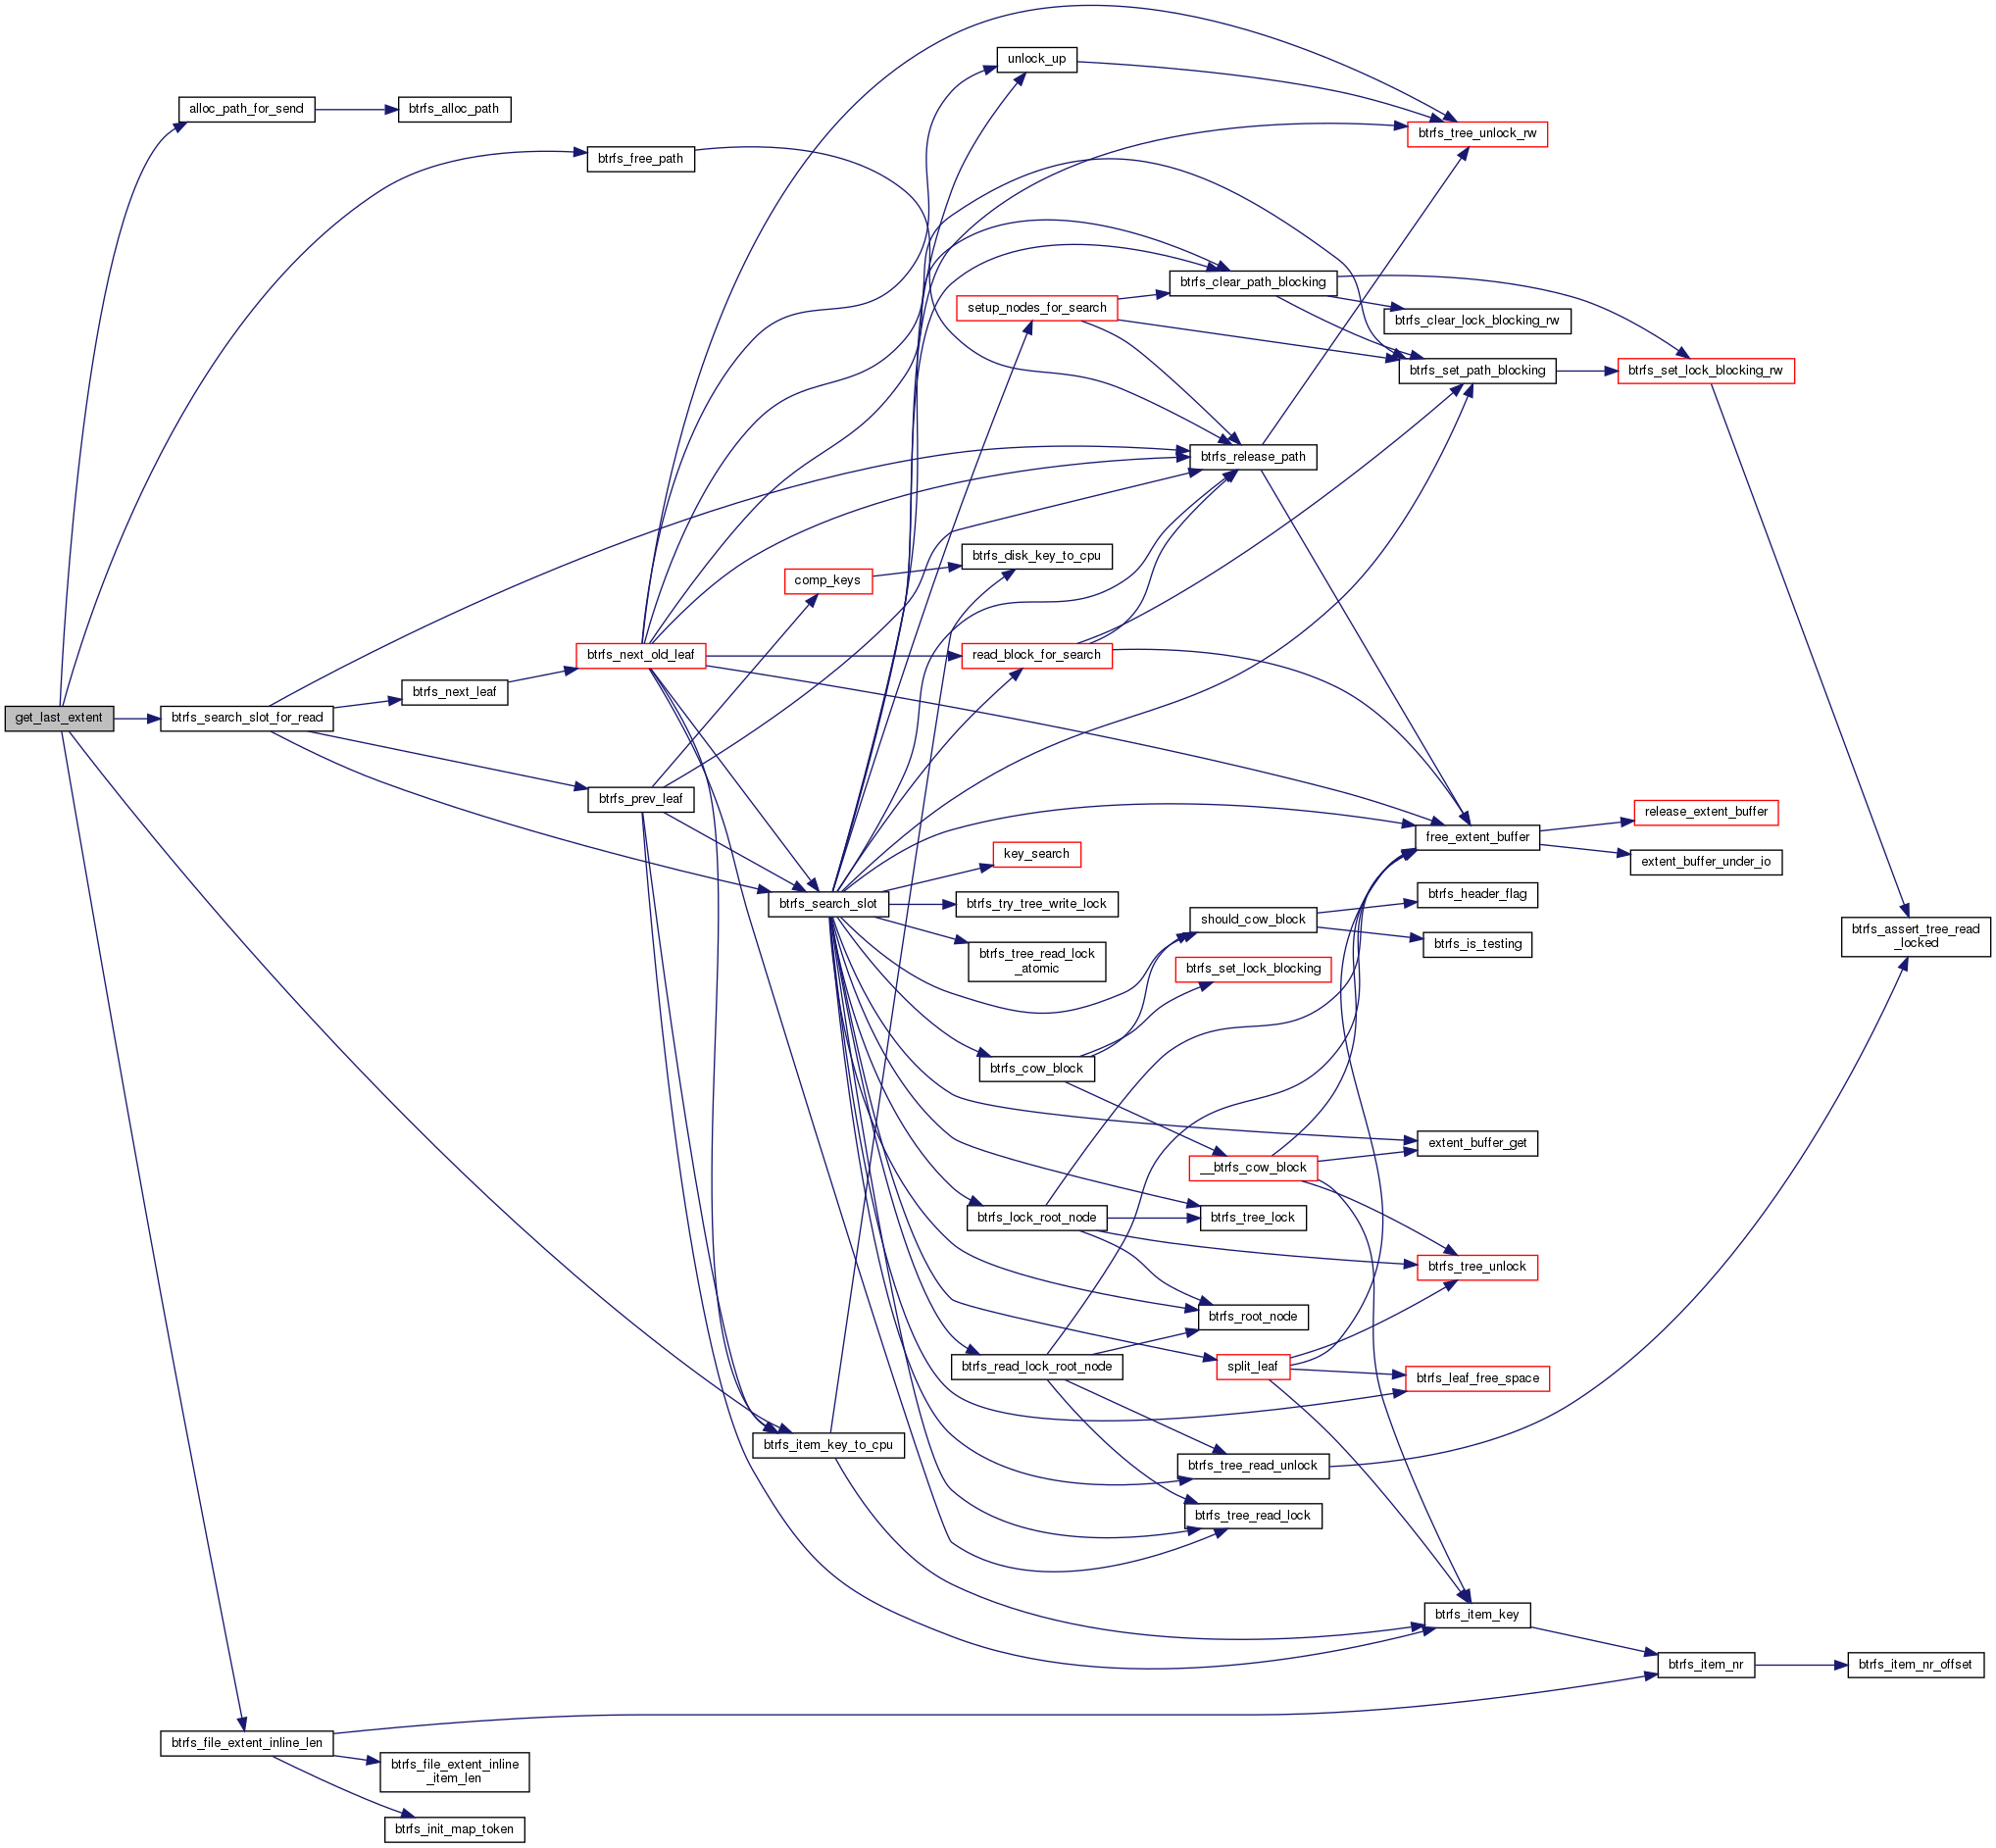 unlock_up
alloc_path_for_send
btrfs_alloc_path
btrfs_tree_unlock_rw
btrfs_free_path
btrfs_clear_path_blocking
setup_nodes_for_search
btrfs_clear_lock_blocking_rw
btrfs_set_path_blocking
btrfs_set_lock_blocking_rw
btrfs_release_path
btrfs_disk_key_to_cpu
comp_keys
btrfs_next_old_leaf
read_block_for_search
btrfs_next_leaf
get_last_extent
btrfs_search_slot_for_read
btrfs_prev_leaf
release_extent_buffer
free_extent_buffer
key_search
extent_buffer_under_io
btrfs_header_flag
btrfs_search_slot
btrfs_try_tree_write_lock
should_cow_block
btrfs_is_testing
btrfs_assert_tree_read
_locked
btrfs_tree_read_lock
_atomic
btrfs_set_lock_blocking
btrfs_cow_block
extent_buffer_get
__btrfs_cow_block
btrfs_lock_root_node
btrfs_tree_lock
btrfs_tree_unlock
btrfs_root_node
btrfs_read_lock_root_node
split_leaf
btrfs_leaf_free_space
btrfs_item_key_to_cpu
btrfs_tree_read_unlock
btrfs_tree_read_lock
btrfs_item_key
btrfs_item_nr
btrfs_item_nr_offset
btrfs_file_extent_inline_len
btrfs_file_extent_inline
_item_len
btrfs_init_map_token